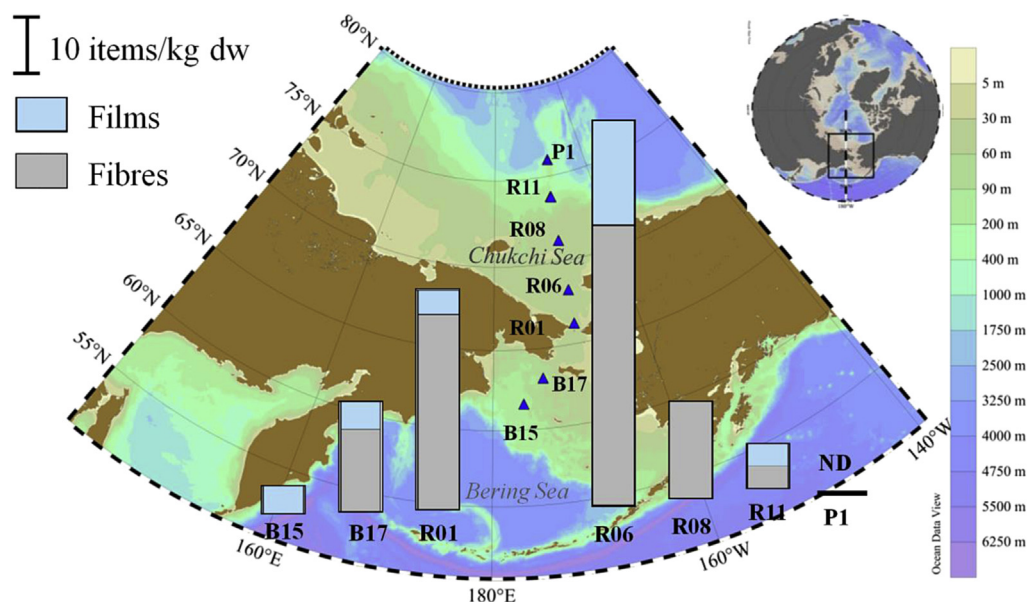 10 items/kg dw
Films
Fibres
80°N
75°N
70°N
65°N
60°N
55°N
P1
R11
R08
Chukchi Sea
R06
R01
B17
B15
Bering Sea
B15
B17
R01
R06
R08
R11
ND
P1
160°E
180°E
160°W
140°W
5 m
30 m
60 m
90 m
200 m
400 m
1000 m
1750 m
2500 m
3250 m
4000 m
4750 m
5500 m
6250 m
Ocean Data View
180°W